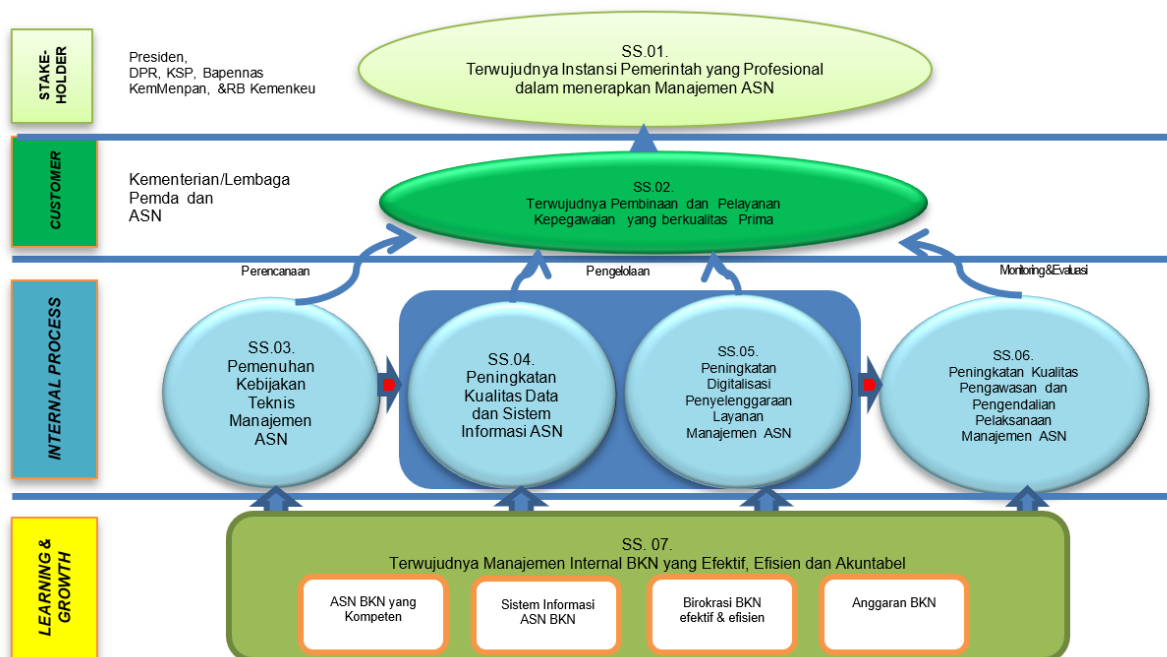 STAKE-
HOLDER
Presiden,
DPR, KSP, Bapennas
KemMenpan, &RB Kemenkeu
SS.01.
Terwujudnya Instansi Pemerintah yang Profesional
dalam menerapkan Manajemen ASN
CUSTOMER
Kementerian/Lembaga
Pemda dan
ASN
SS.02.
Terwujudnya Pembinaan dan Pelayanan
Kepegawaian yang berkualitas Prima
Perencanaan
Pengelolaan
Monitoring&Evaluasi
INTERNAL PROCESS
SS.03.
Pemenuhan
Kebijakan
Teknis
Manajemen
ASN
SS.04.
Peningkatan
Kualitas Data
dan Sistem
Informasi ASN
SS.05.
Peningkatan
Digitalisasi
Penyelenggaraan
Layanan
Manajemen ASN
SS.06.
Peningkatan Kualitas
Pengawasan dan
Pengendalian
Pelaksanaan
Manajemen ASN
LEARNING &
GROWTH
SS. 07.
Terwujudnya Manajemen Internal BKN yang Efektif, Efisien dan Akuntabel
ASN BKN yang
Kompeten
Sistem Informasi
ASN BKN
Birokrasi BKN
efektif & efisien
Anggaran BKN